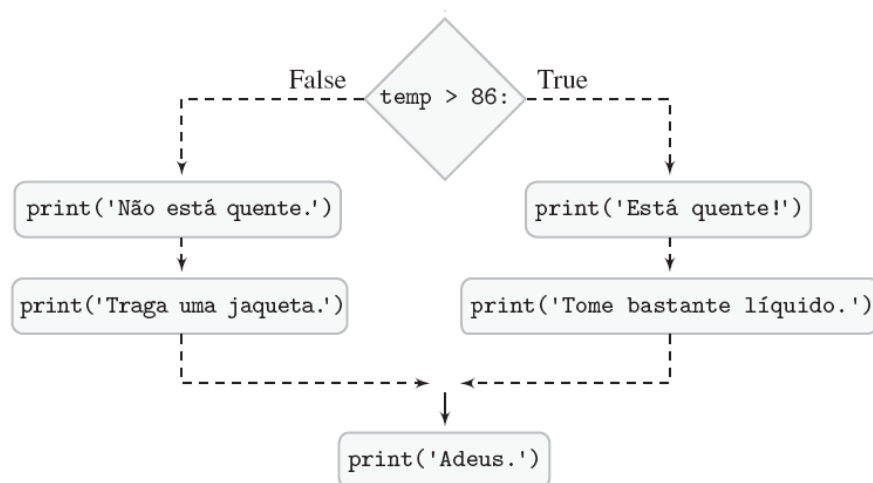 False
temp > 86:
True
print('Não está quente.')
print('Está quente!')
print('Traga uma jaqueta.')
print('Tome bastante líquido.')
print('Adeus.')